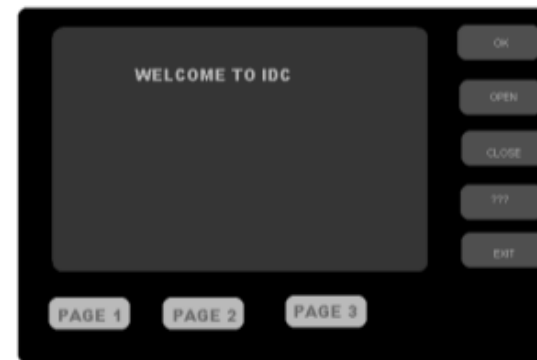 WELCOME TO IDC
OK
OPEN
CLOSE
???
EXIT
PAGE 1
PAGE 2
PAGE 3